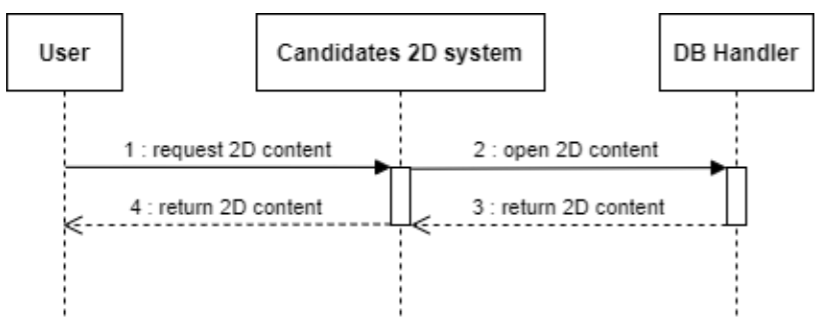 User
Candidates 2D system
DB Handler
1 : request 2D content
2 : open 2D content
4 : return 2D content
3 : return 2D content